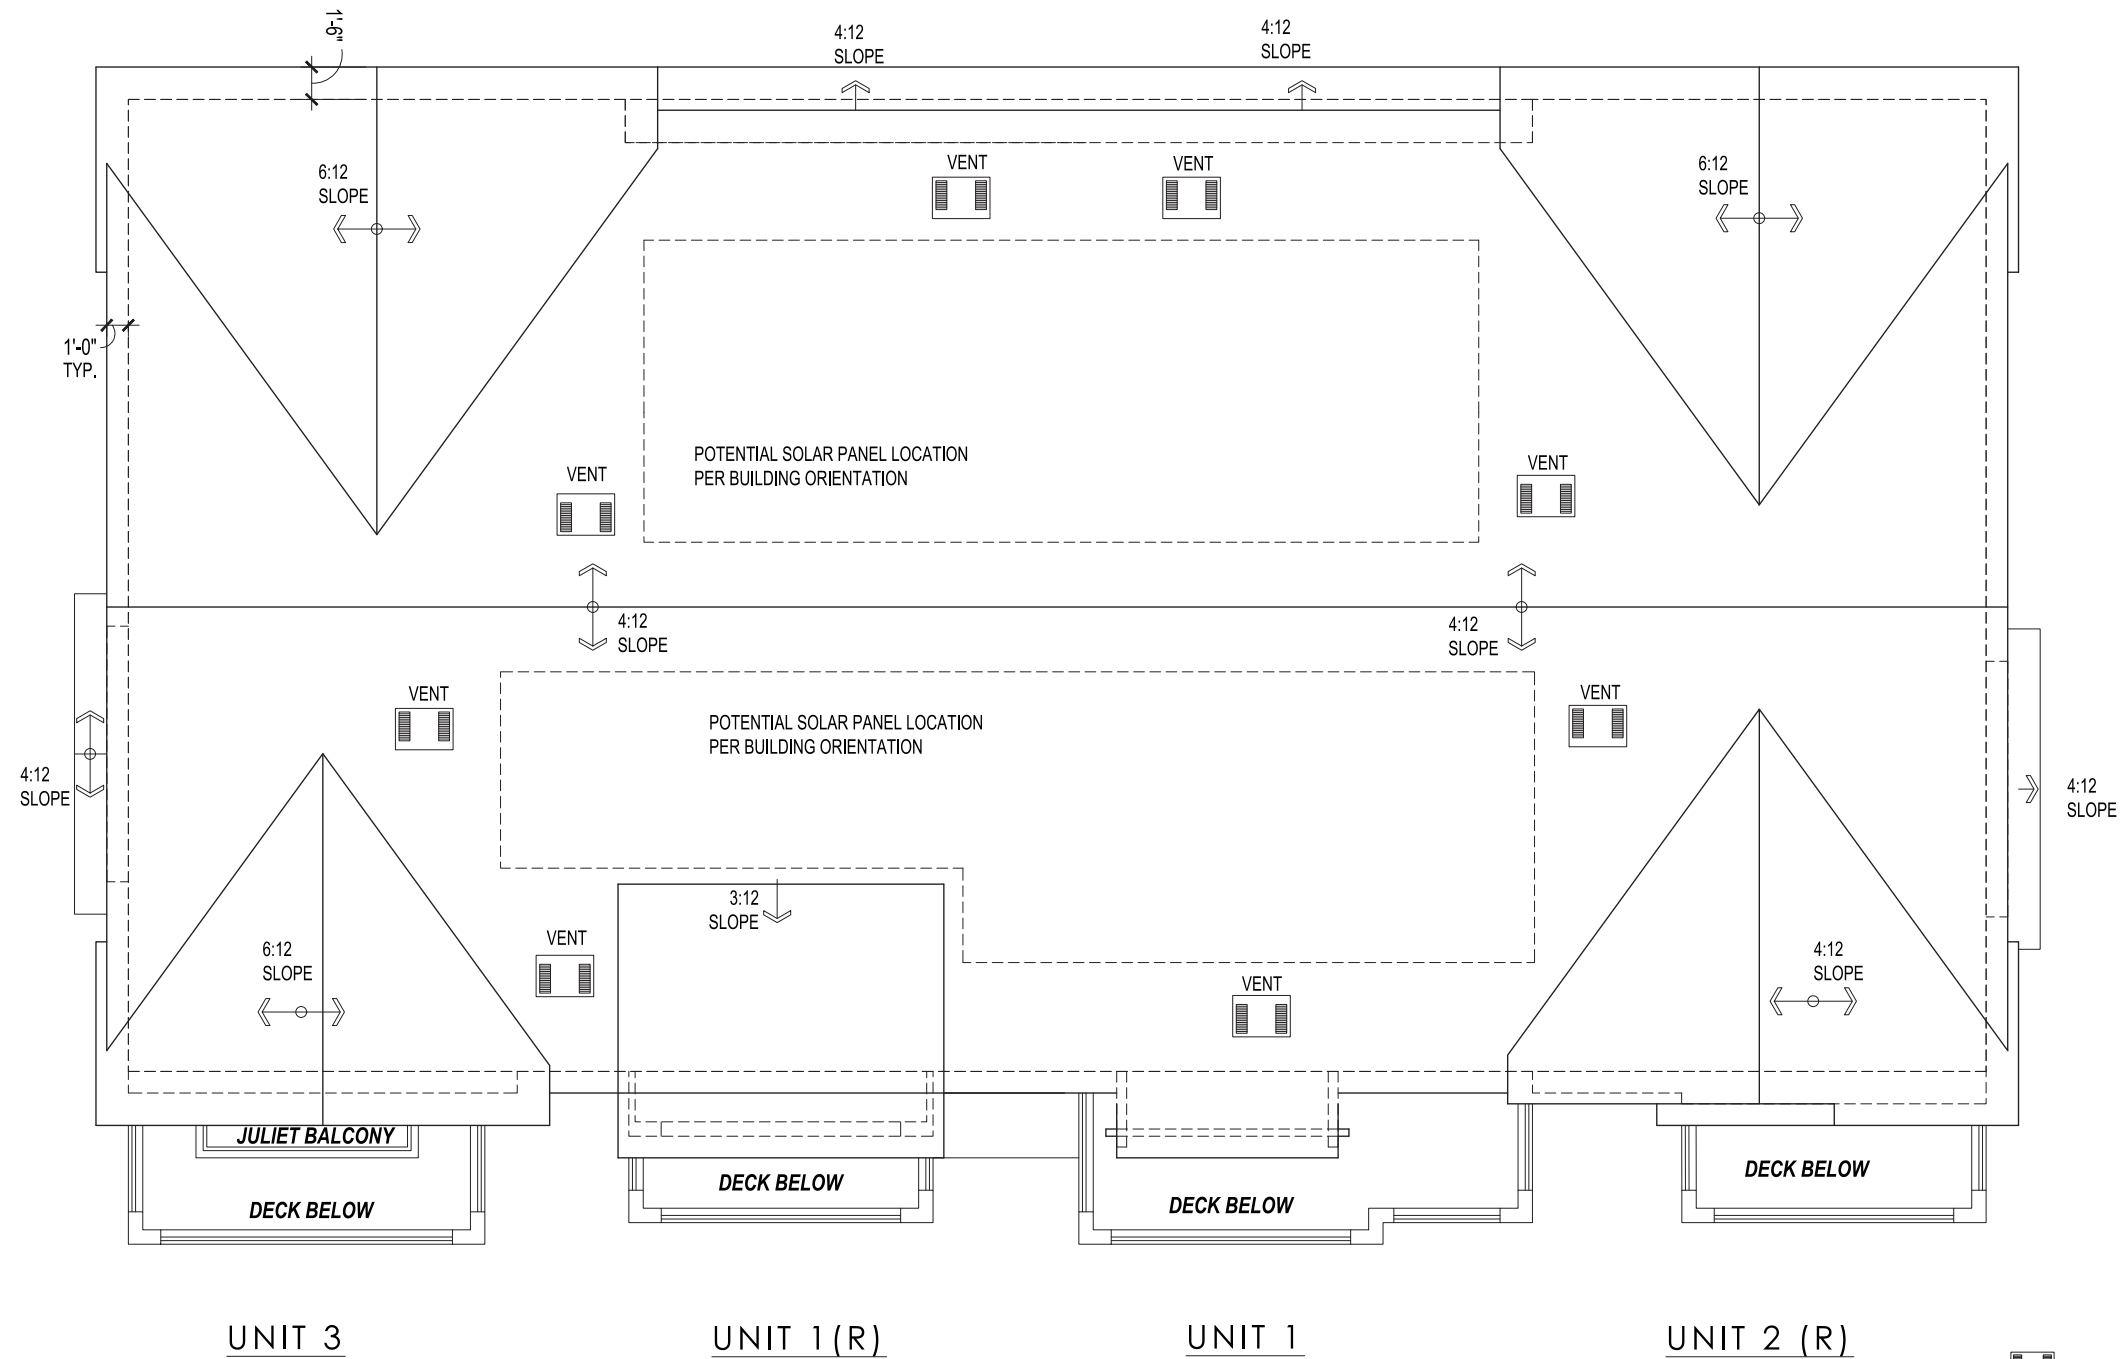 1'-6"
4:12
SLOPE
4:12
SLOPE
VENT
VENT
6:12
SLOPE
6:12
SLOPE
1'-0"
TYP.
POTENTIAL SOLAR PANEL LOCATION
PER BUILDING ORIENTATION
VENT
VENT
4:12
SLOPE
4:12
SLOPE
VENT
VENT
POTENTIAL SOLAR PANEL LOCATION
PER BUILDING ORIENTATION
4:12
SLOPE
4:12
SLOPE
3:12
SLOPE
VENT
6:12
SLOPE
4:12
SLOPE
VENT
JULIET BALCONY
DECK BELOW
DECK BELOW
DECK BELOW
DECK BELOW
UNIT 3
UNIT 1(R)
UNIT 1
UNIT 2 (R)